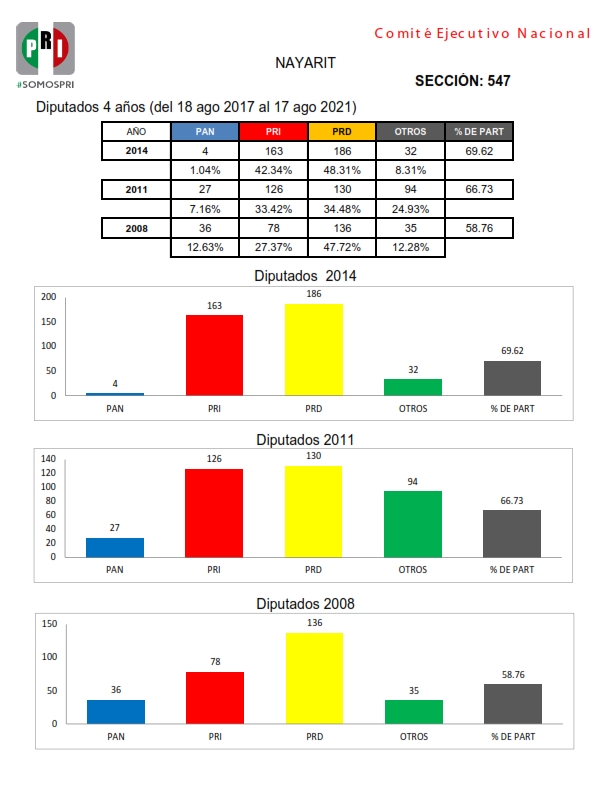 Comité Ejecutivo Nacional
PRI
#SOMOSPRI
NAYARIT
SECCIÓN: 547
Diputados 4 años (del 18 ago 2017 al 17 ago 2021)
AÑO PAN PRI PRD OTROS % DE PART
2014 4 163 186 32 69.62
1.04% 42.34% 48.31% 8.31%
2011 27 126 130 94 66.73
7.16% 33.42% 34.48% 24.93%
2008 36 78 136 35 58.76
12.63% 27.37% 47.72% 12.28%
Diputados 2014
200
150
100
50
0
4 163 186 32 69.62
PAN PRI PRD OTROS % DE PART
Diputados 2011
140
120
100
80
60
40
20
0
27 126 130 94 66.73
PAN PRI PRD OTROS % DE PART
Diputados 2008
150
100
50
0
36 78 136 35 58.76
PAN PRI PRD OTROS % DE PART